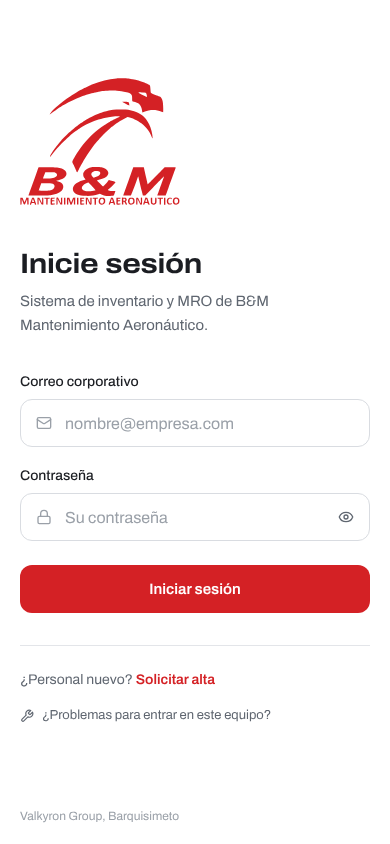 B&M
MANTENIMIENTO AERONAUTICO
Inicie sesión
Sistema de inventario y MRO de B&M
Mantenimiento Aeronáutico.
Correo corporativo
nombre@empresa.com
Contraseña
Su contraseña
Iniciar sesión
¿Personal nuevo? Solicitar alta
¿Problemas para entrar en este equipo?
Valkyron Group, Barquisimeto